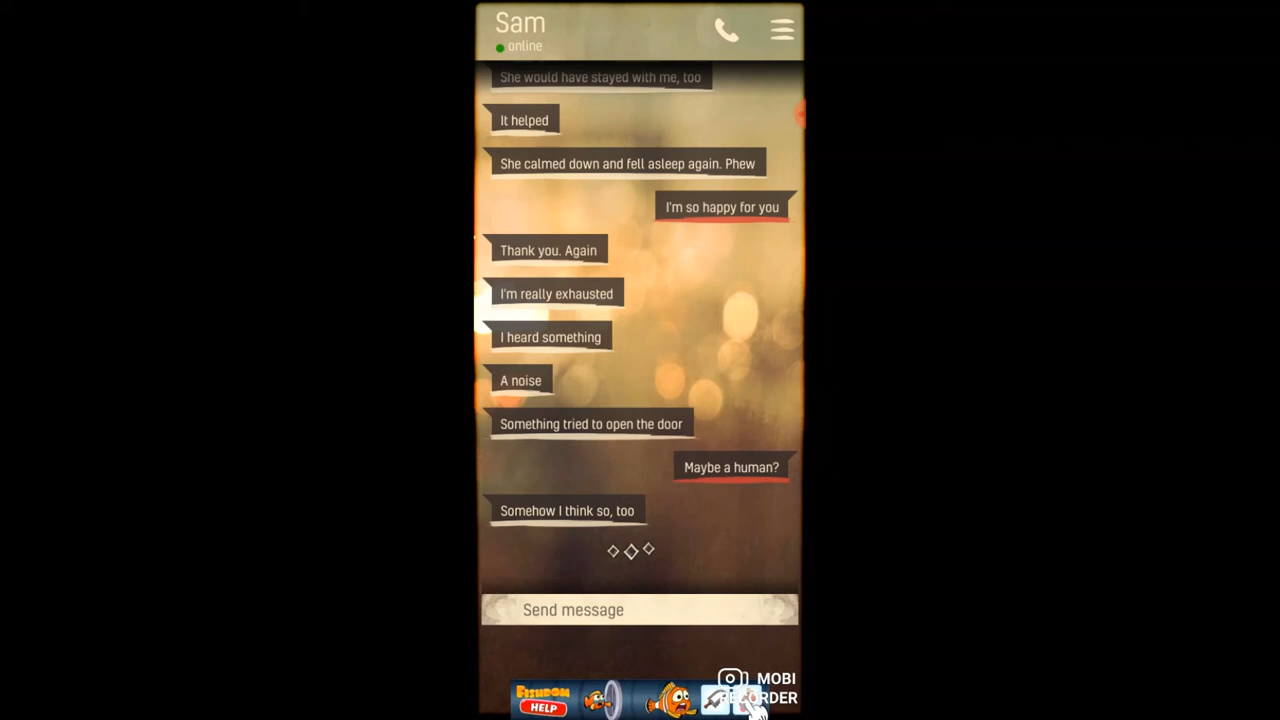 Sam
online
She would have stayed with me, too
It helped
She calmed down and fell asleep again. Phew
I'm so happy for you
Thank you. Again
I'm really exhausted
I heard something
A noise
Something tried to open the door
Maybe a human?
Somehow I think so, too
Send message
FISHDOM
HELP
MOBI
RECORDER